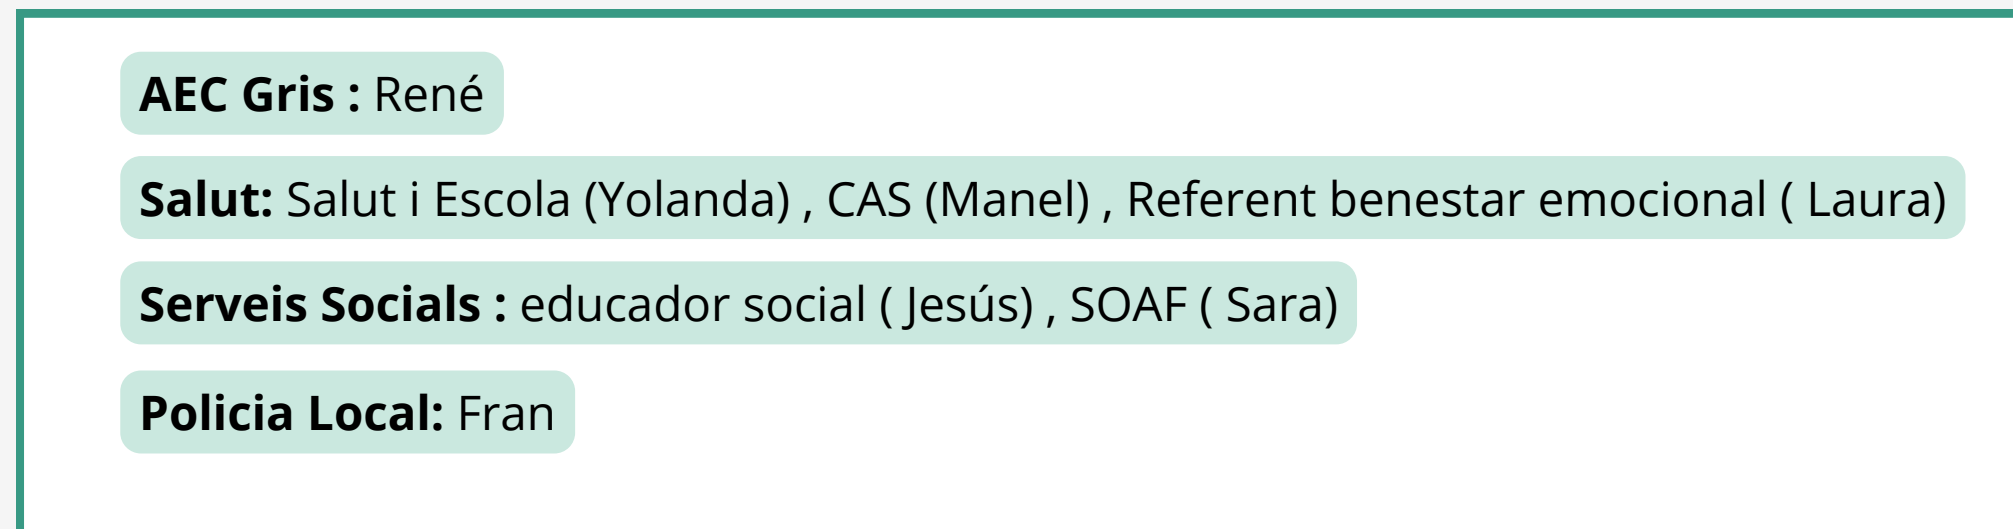 AEC Gris : René
Salut: Salut i Escola (Yolanda) , CAS (Manel) , Referent benestar emocional ( Laura)
Serveis Socials : educador social ( Jesús) , SOAF ( Sara)
Policia Local: Fran